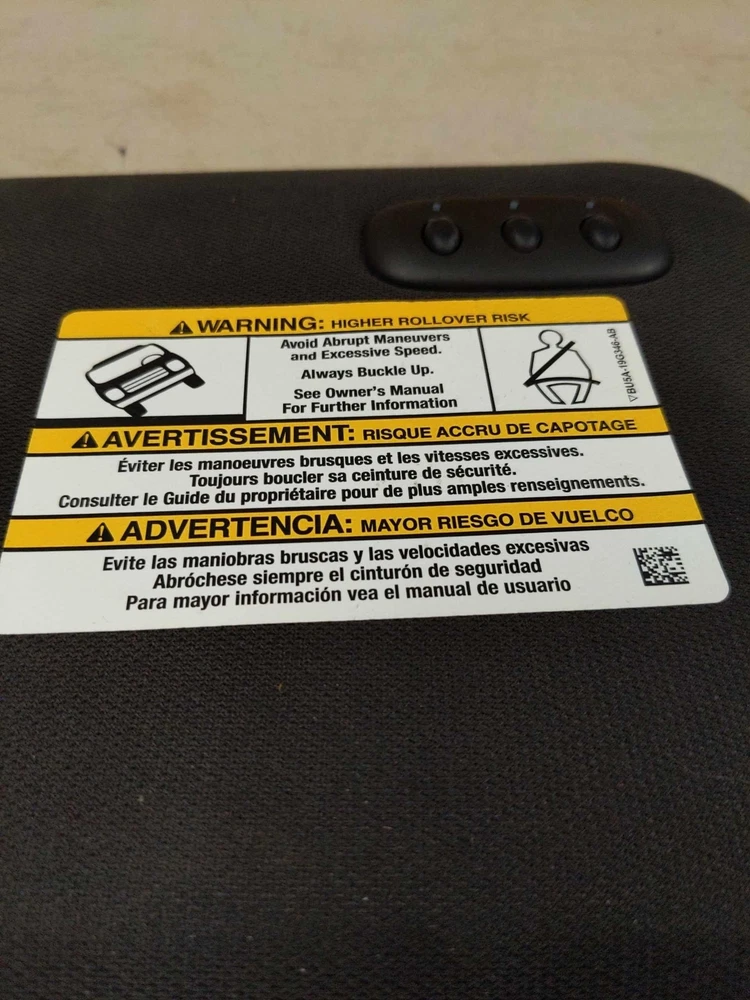 WARNING: HIGHER ROLLOVER RISK
Avoid Abrupt Maneuvers
and Excessive Speed.
Always Buckle Up.
See Owner's Manual
For Further Information
BU5A-19G346-AB
AVERTISSEMENT: RISQUE ACCRU DE CAPOTAGE
Éviter les manoeuvres brusques et les vitesses excessives.
Toujours boucler sa ceinture de sécurité.
Consulter le Guide du propriétaire pour de plus amples renseignements.
ADVERTENCIA: MAYOR RIESGO DE VUELCO
Evite las maniobras bruscas y las velocidades excesivas
Abróchese siempre el cinturón de seguridad
Para mayor información vea el manual de usuario